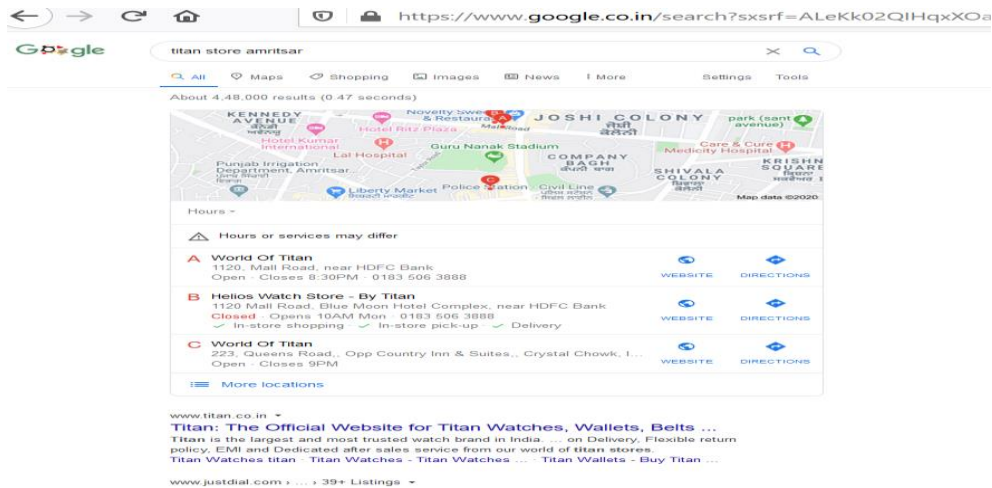 https://www.google.co.in/search?sxsrf=ALeKk02QIHqxXOa
Google
titan store amritsar
All Maps Shopping Images News More Settings Tools
About 4,48,000 results (0.47 seconds)
KENNEDY AVENUE
Novelty Swe
& Restaura
Mall Road
JOSHI COLONY
park (sant avenue)
Hotel Ritz Plaza
Hotel Kumar International
Lal Hospital
Guru Nanak Stadium
Care & Cure Medicity Hospital
COMPANY BAGH
KRISHN SQUARE
Punjab Irrigation Department, Amritsar
SHIVALA COLONY
Liberty Market
Police Station
Civil Line
Map data ©2020
Hours
Hours or services may differ
A World Of Titan
1120, Mall Road, near HDFC Bank
Open · Closes 8:30PM · 0183 506 3888
WEBSITE DIRECTIONS
B Helios Watch Store - By Titan
1120 Mall Road, Blue Moon Hotel Complex, near HDFC Bank
Closed · Opens 10AM Mon · 0183 506 3888
In-store shopping · In-store pick-up · Delivery
WEBSITE DIRECTIONS
C World Of Titan
223, Queens Road,, Opp Country Inn & Suites,, Crystal Chowk, I...
Open · Closes 9PM
WEBSITE DIRECTIONS
More locations
www.titan.co.in
Titan: The Official Website for Titan Watches, Wallets, Belts ...
Titan is the largest and most trusted watch brand in India. ... on Delivery, Flexible return
policy, EMI and Dedicated after sales service from our world of titan stores.
Titan Watches titan · Titan Watches - Titan Watches ... · Titan Wallets - Buy Titan ...
www.justdial.com › ... › 39+ Listings